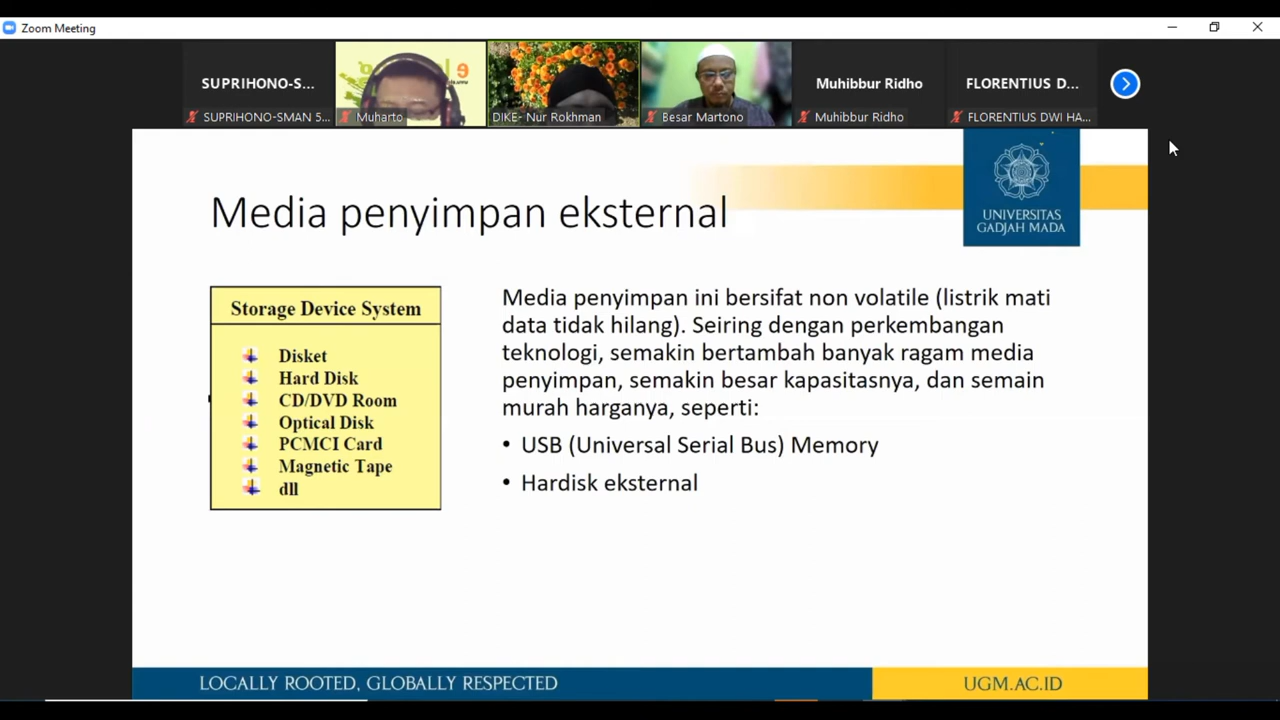 Zoom Meeting
SUPRIHONO-S...
Muhibbur Ridho
FLORENTIUS D...
SUPRIHONO-SMAN 5...
Muharto
DIKE- Nur Rokhman
Besar Martono
Muhibbur Ridho
FLORENTIUS DWI HA...
UNIVERSITAS
GADJAH MADA
Media penyimpan eksternal
Storage Device System
Disket
Hard Disk
CD/DVD Room
Optical Disk
PCMCI Card
Magnetic Tape
dll
Media penyimpan ini bersifat non volatile (listrik mati
data tidak hilang). Seiring dengan perkembangan
teknologi, semakin bertambah banyak ragam media
penyimpan, semakin besar kapasitasnya, dan semain
murah harganya, seperti:
• USB (Universal Serial Bus) Memory
• Hardisk eksternal
LOCALLY ROOTED, GLOBALLY RESPECTED
UGM.AC.ID